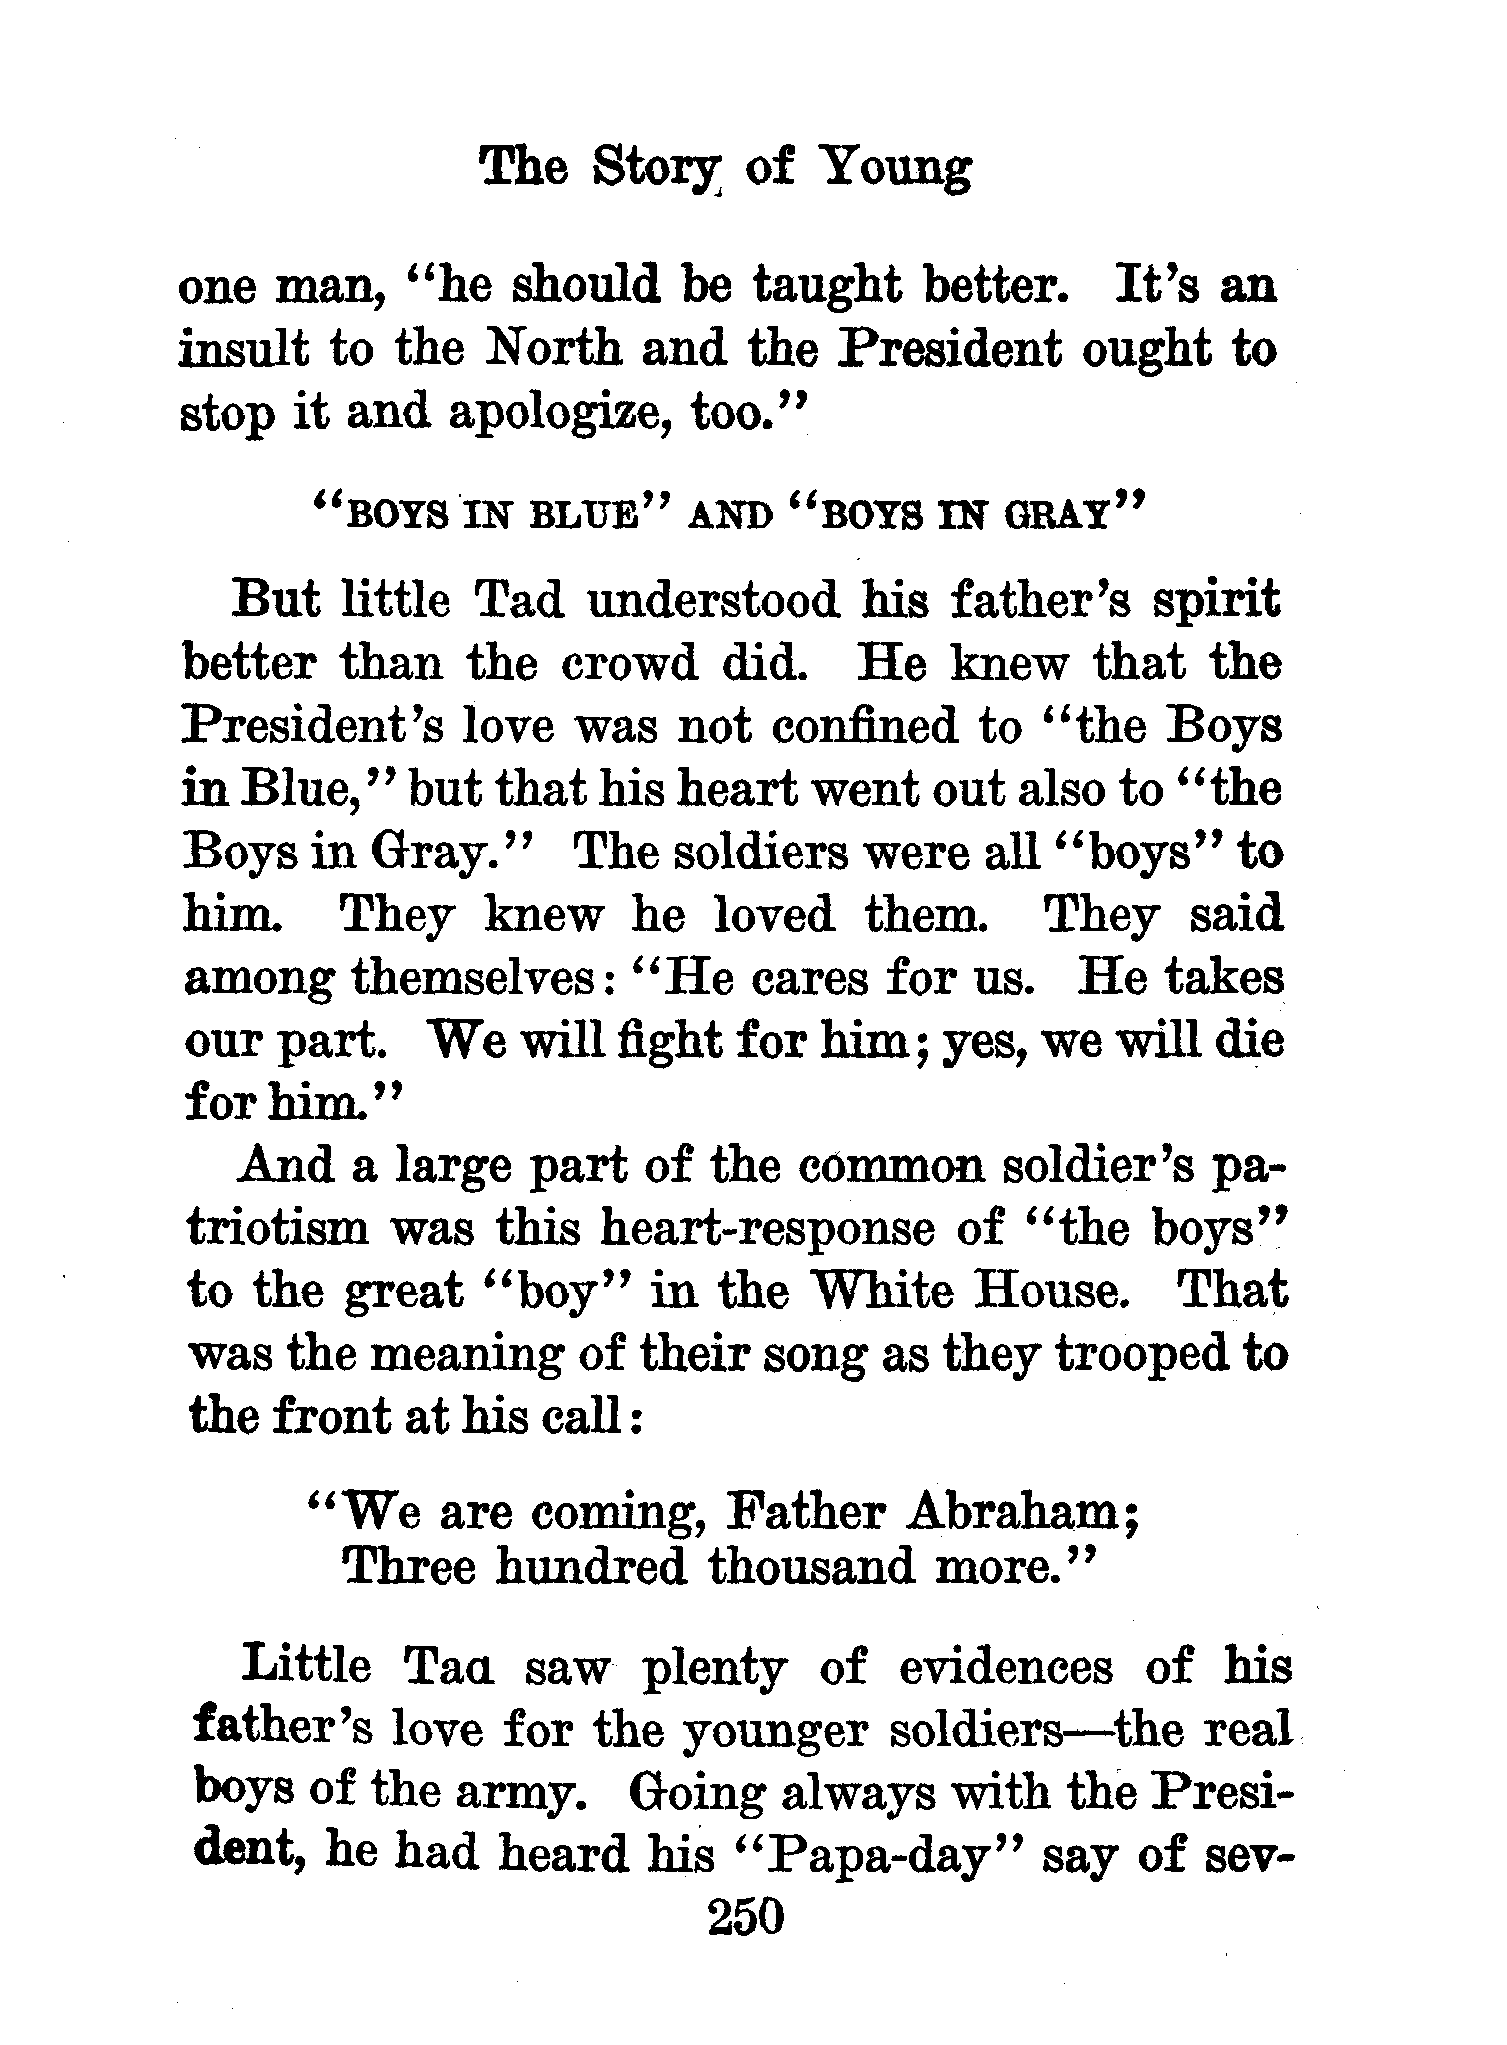 The Story of Young
one man, "he should be taught better. It's an
insult to the North and the President ought to
stop it and apologize, too."
"BOYS IN BLUE" AND "BOYS IN GRAY"
But little Tad understood his father's spirit
better than the crowd did. He knew that the
President's love was not confined to "the Boys
in Blue," but that his heart went out also to "the
Boys in Gray." The soldiers were all "boys" to
him. They knew he loved them. They said
among themselves: "He cares for us. He takes
our part. We will fight for him; yes, we will die
for him."
And a large part of the common soldier's pa-
triotism was this heart-response of "the boys"
to the great "boy" in the White House. That
was the meaning of their song as they trooped to
the front at his call:
"We are coming, Father Abraham;
Three hundred thousand more."
Little Tad saw plenty of evidences of his
father's love for the younger soldiers—the real
boys of the army. Going always with the Presi-
dent, he had heard his "Papa-day" say of sev-
250